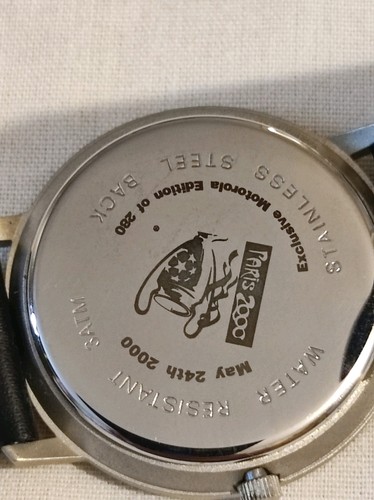 STAINLESS STEEL BACK
Exclusive Motorola Edition of 280
PARIS 2000
May 24th 2000
WATER RESISTANT 3ATM